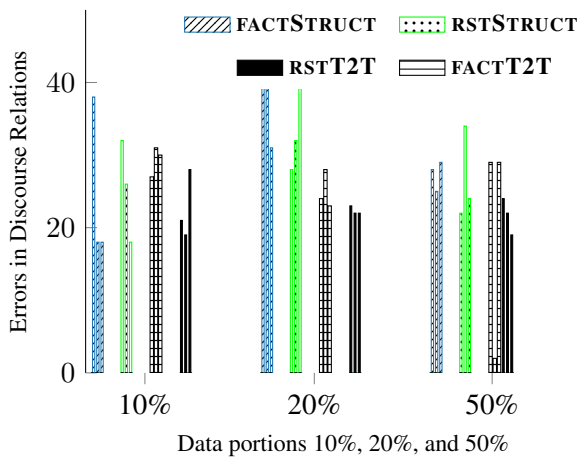 FACTSTRUCT RSTSTRUCT
RSTT2T FACTT2T
Errors in Discourse Relations
40
20
0
10% 20% 50%
Data portions 10%, 20%, and 50%